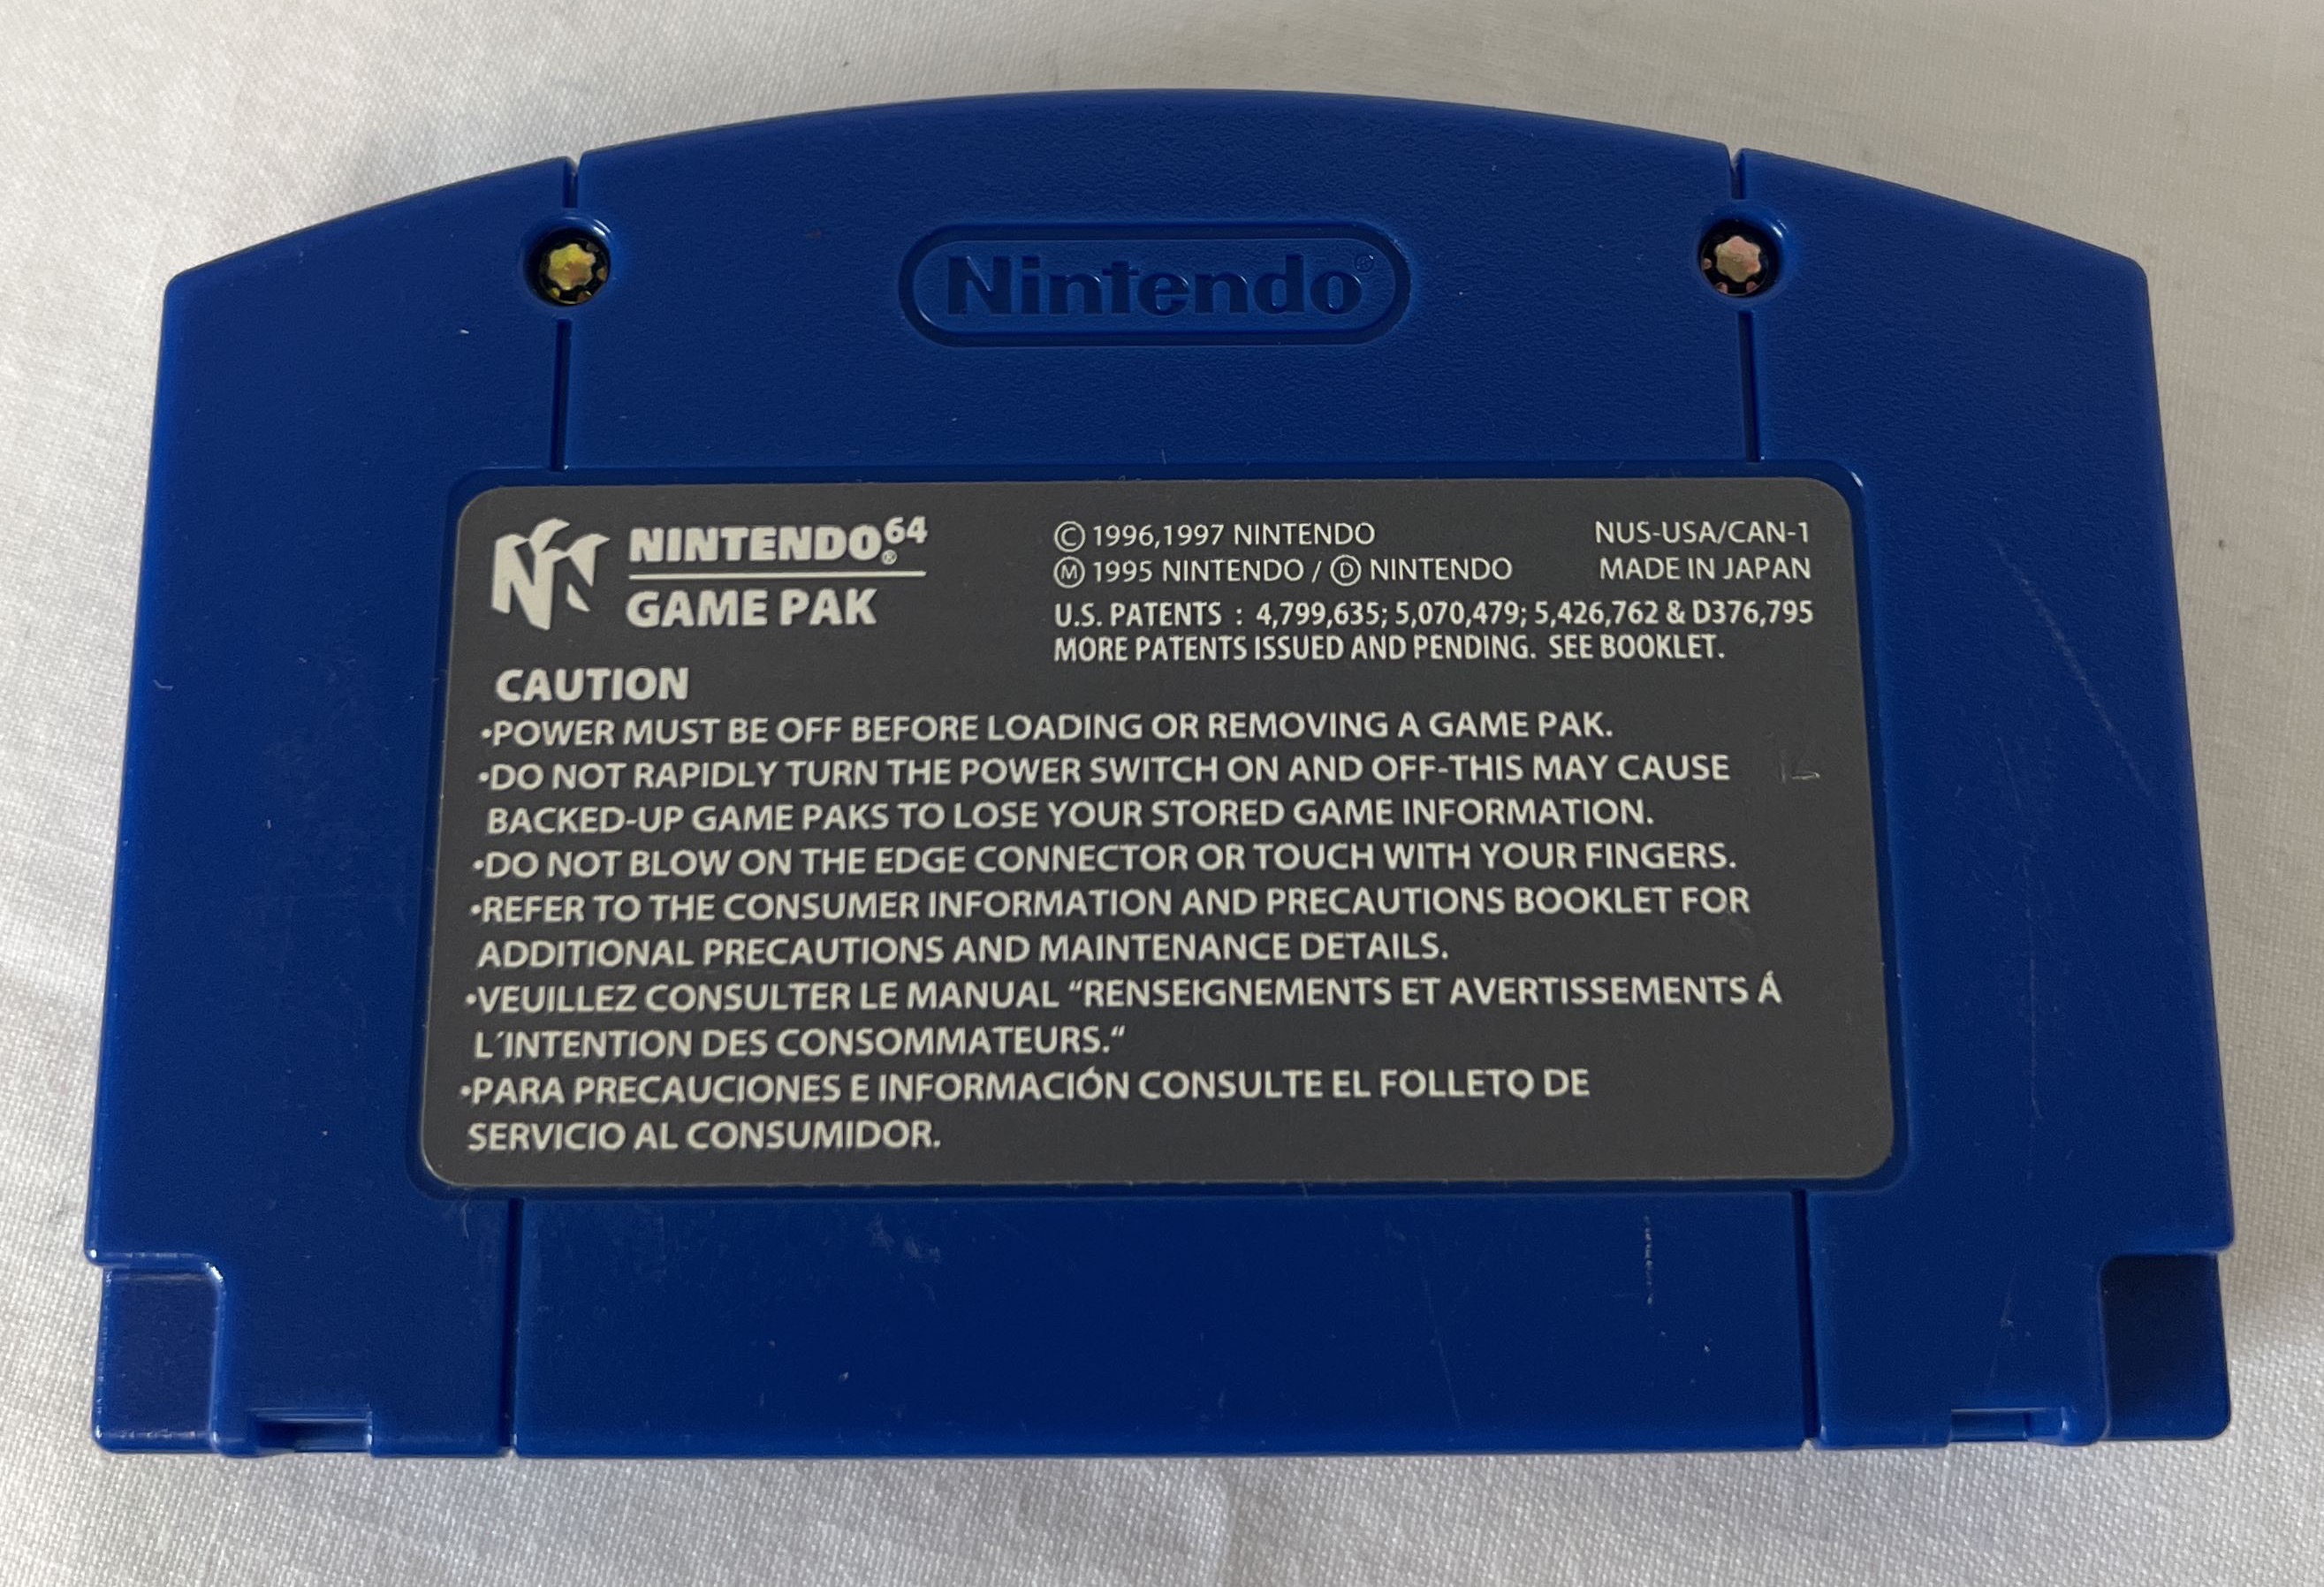 Nintendo®
NINTENDO®64
GAME PAK
© 1996,1997 NINTENDO
NUS-USA/CAN-1
Ⓜ 1995 NINTENDO / Ⓓ NINTENDO
MADE IN JAPAN
U.S. PATENTS : 4,799,635; 5,070,479; 5,426,762 & D376,795
MORE PATENTS ISSUED AND PENDING. SEE BOOKLET.
CAUTION
•POWER MUST BE OFF BEFORE LOADING OR REMOVING A GAME PAK.
•DO NOT RAPIDLY TURN THE POWER SWITCH ON AND OFF-THIS MAY CAUSE
BACKED-UP GAME PAKS TO LOSE YOUR STORED GAME INFORMATION.
•DO NOT BLOW ON THE EDGE CONNECTOR OR TOUCH WITH YOUR FINGERS.
•REFER TO THE CONSUMER INFORMATION AND PRECAUTIONS BOOKLET FOR
ADDITIONAL PRECAUTIONS AND MAINTENANCE DETAILS.
•VEUILLEZ CONSULTER LE MANUAL “RENSEIGNEMENTS ET AVERTISSEMENTS Á
L´INTENTION DES CONSOMMATEURS.“
•PARA PRECAUCIONES E INFORMACIÓN CONSULTE EL FOLLETO DE
SERVICIO AL CONSUMIDOR.